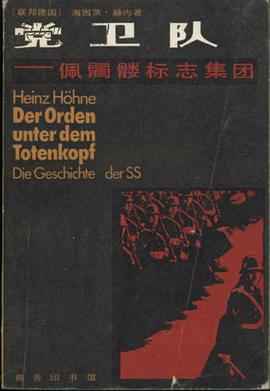 ［联邦德国］ 海因茨·赫内著
党卫队
——佩髑髅标志集团
Heinz Höhne
Der Orden
unter dem
Totenkopf
Die Geschichte der SS
商务印书馆